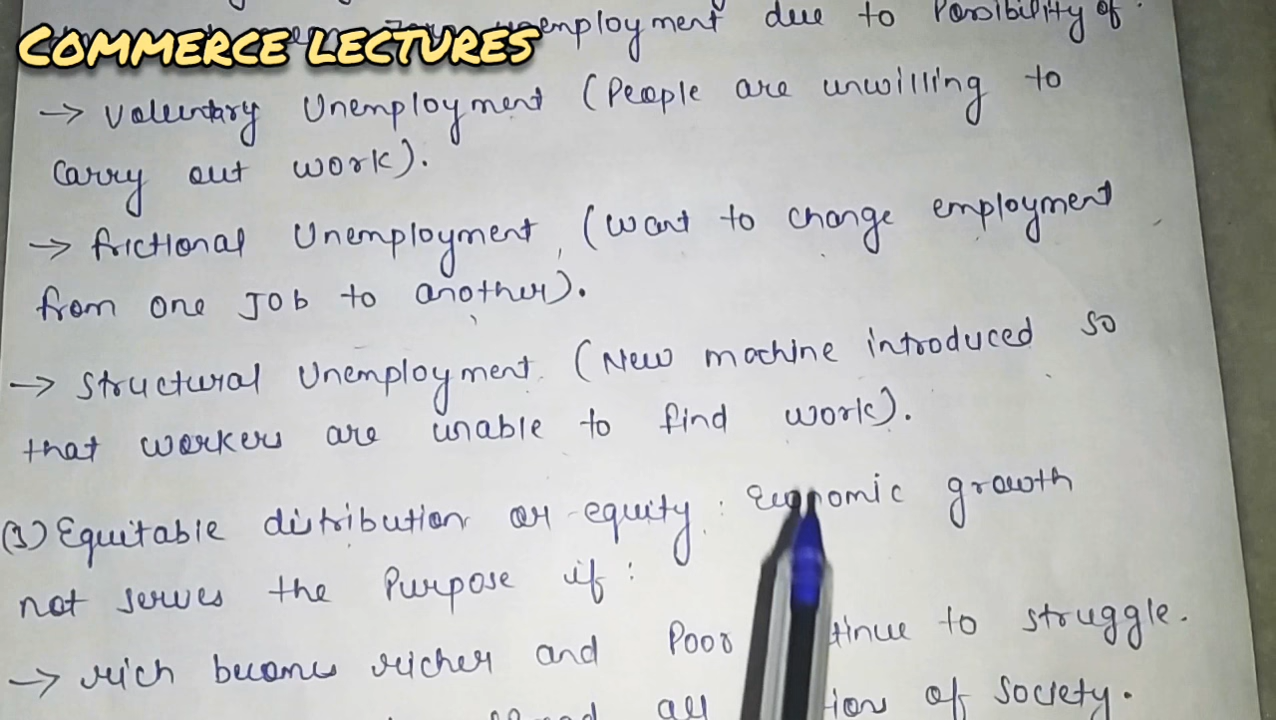 COMMERCE LECTURES
employment due to Possibility of
→ Voluntary Unemployment (People are unwilling to
Carry out work).
→ frictional Unemployment (want to change employment
from one JOB to another).
→ Structural Unemployment (New machine introduced so
that workers are unable to find work).
(3) Equitable distribution or equity : Economic growth
not serves the Purpose if :
→ rich become richer and Poor to struggle.
all of society.